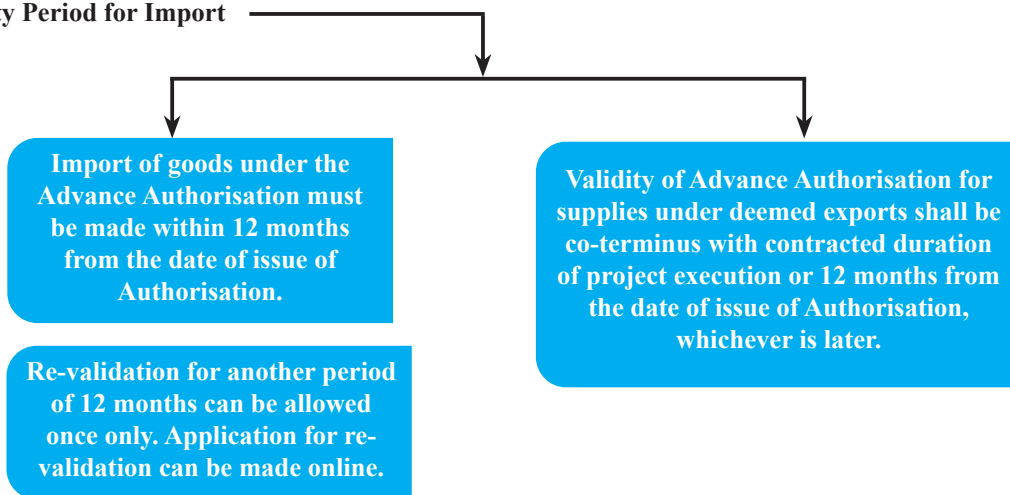 ty Period for Import
Import of goods under the
Advance Authorisation must
be made within 12 months
from the date of issue of
Authorisation.
Re-validation for another period
of 12 months can be allowed
once only. Application for re-
validation can be made online.
Validity of Advance Authorisation for
supplies under deemed exports shall be
co-terminus with contracted duration
of project execution or 12 months from
the date of issue of Authorisation,
whichever is later.